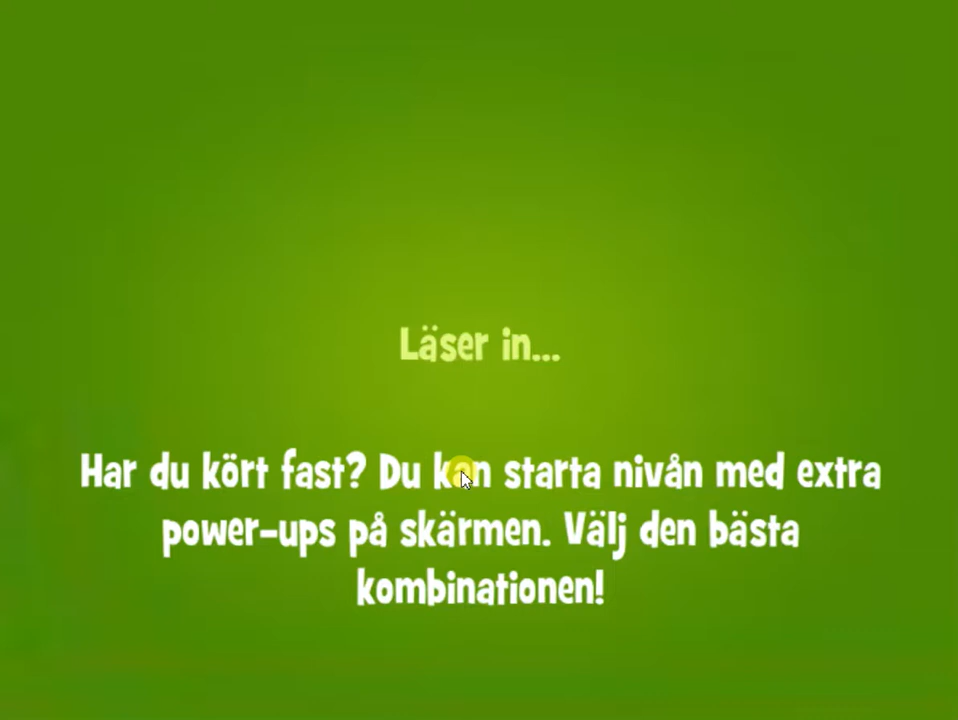 Läser in...
Har du kört fast? Du kan starta nivån med extra
power-ups på skärmen. Välj den bästa
kombinationen!